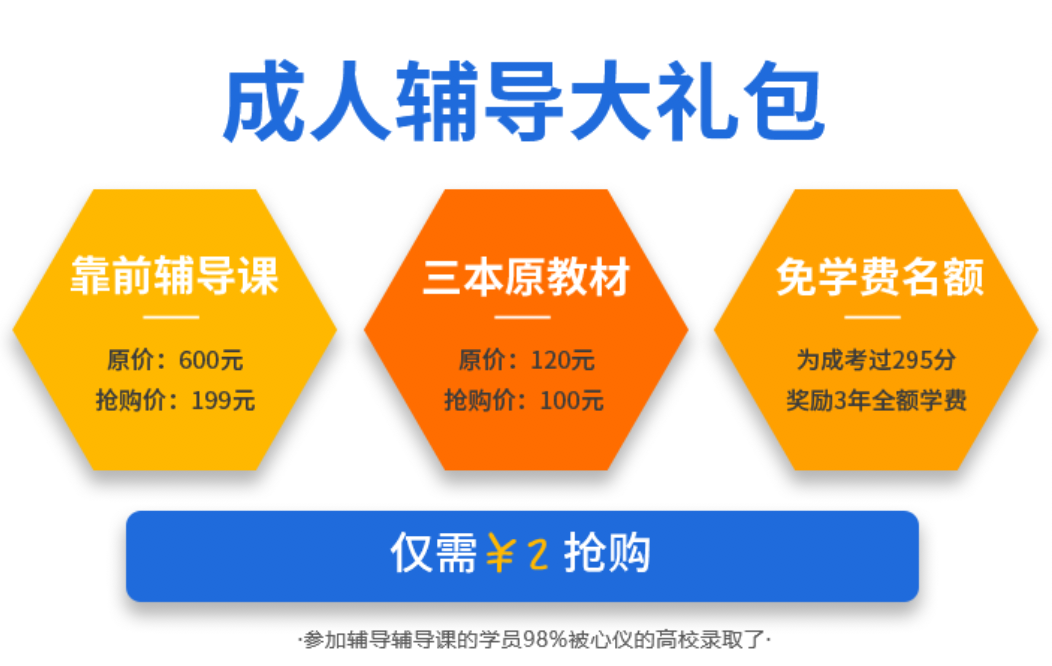 成人辅导大礼包
靠前辅导课
原价：600元
抢购价：199元
三本原教材
原价：120元
抢购价：100元
免学费名额
为成考过295分
奖励3年全额学费
仅需¥2抢购
·参加辅导辅导课的学员98%被心仪的高校录取了·